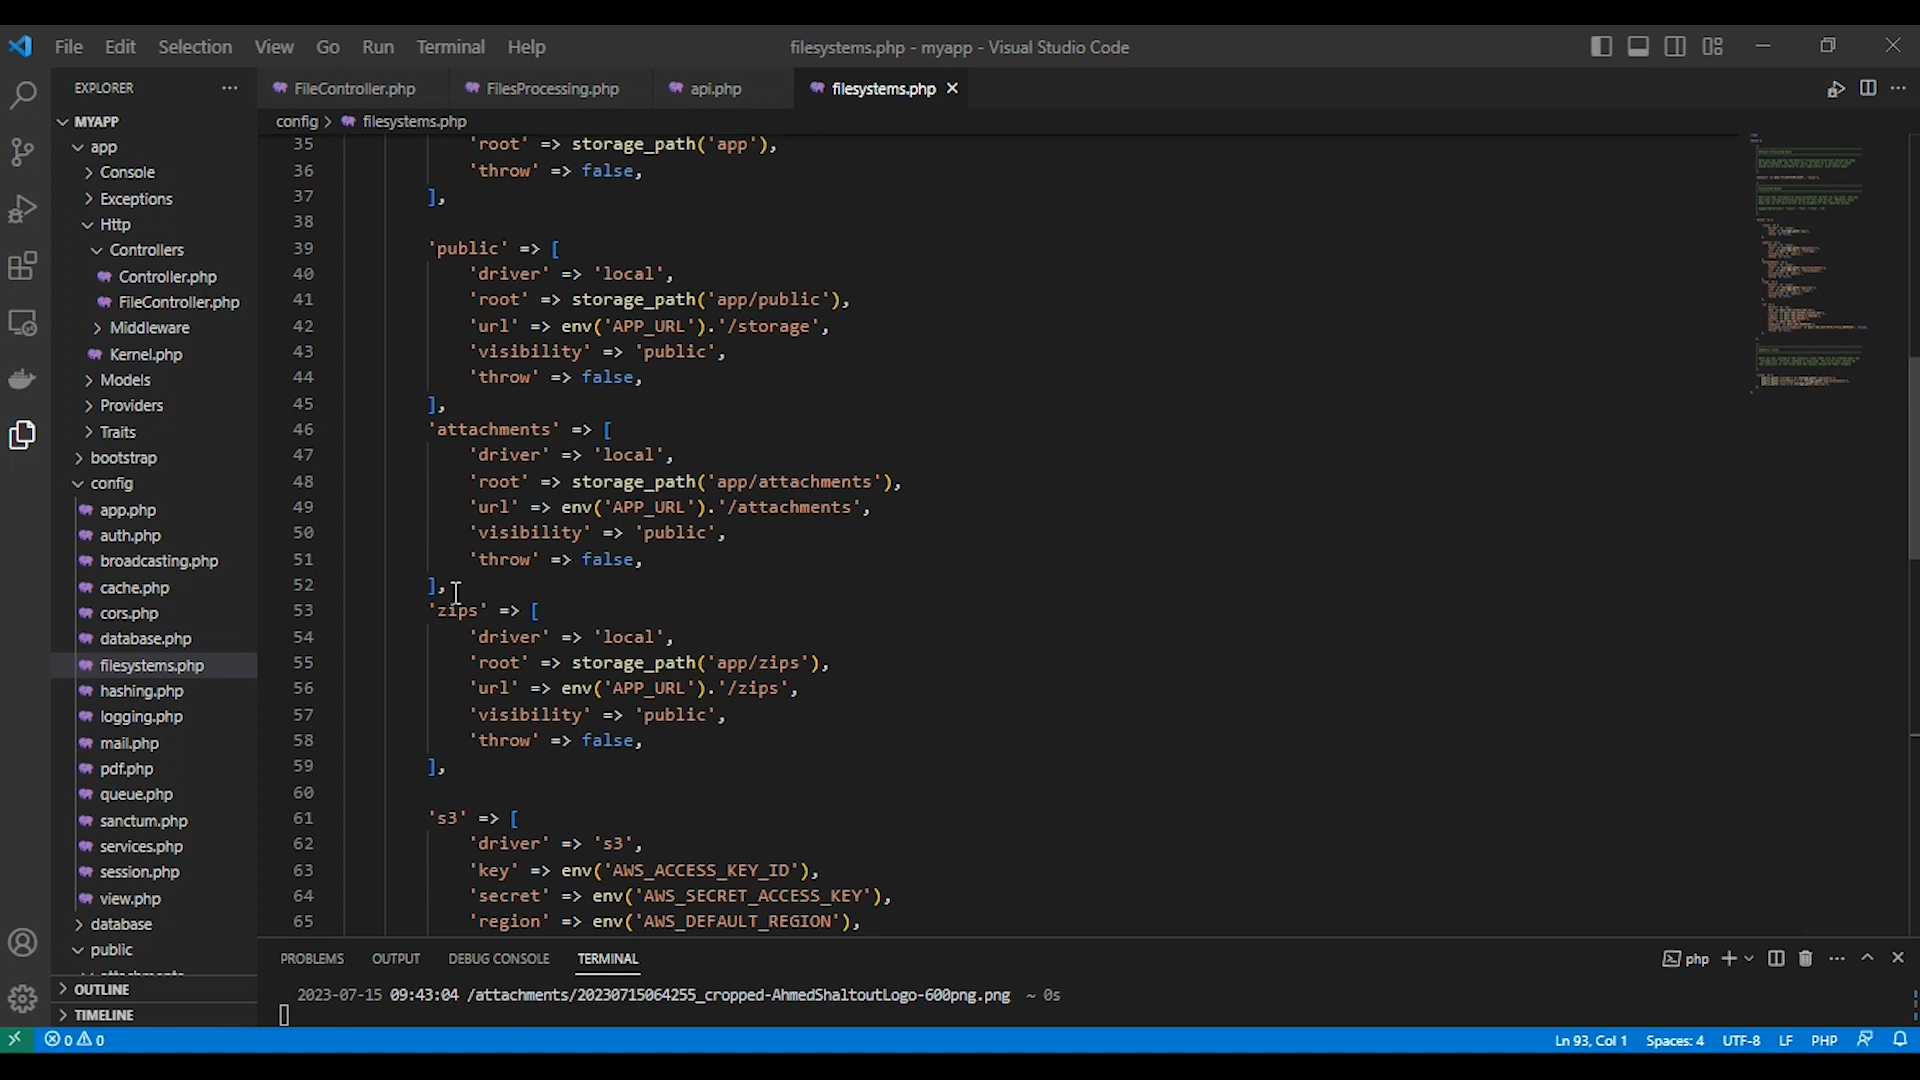 File Edit Selection View Go Run Terminal Help
filesystems.php - myapp - Visual Studio Code
EXPLORER
FileController.php
FilesProcessing.php
api.php
filesystems.php
config > filesystems.php
MYAPP
app
Console
Exceptions
Http
Controllers
Controller.php
FileController.php
Middleware
Kernel.php
Models
Providers
Traits
bootstrap
config
app.php
auth.php
broadcasting.php
cache.php
cors.php
database.php
filesystems.php
hashing.php
logging.php
mail.php
pdf.php
queue.php
sanctum.php
services.php
session.php
view.php
database
public
OUTLINE
TIMELINE
35 'root' => storage_path('app'),
36 'throw' => false,
37 ],
38
39 'public' => [
40 'driver' => 'local',
41 'root' => storage_path('app/public'),
42 'url' => env('APP_URL').'/storage',
43 'visibility' => 'public',
44 'throw' => false,
45 ],
46 'attachments' => [
47 'driver' => 'local',
48 'root' => storage_path('app/attachments'),
49 'url' => env('APP_URL').'/attachments',
50 'visibility' => 'public',
51 'throw' => false,
52 ],
53 'zips' => [
54 'driver' => 'local',
55 'root' => storage_path('app/zips'),
56 'url' => env('APP_URL').'/zips',
57 'visibility' => 'public',
58 'throw' => false,
59 ],
60
61 's3' => [
62 'driver' => 's3',
63 'key' => env('AWS_ACCESS_KEY_ID'),
64 'secret' => env('AWS_SECRET_ACCESS_KEY'),
65 'region' => env('AWS_DEFAULT_REGION'),
PROBLEMS OUTPUT DEBUG CONSOLE TERMINAL
php
2023-07-15 09:43:04 /attachments/20230715064255_cropped-AhmedShaltoutLogo-600png.png ~ 0s
0 0
Ln 93, Col 1 Spaces: 4 UTF-8 LF PHP